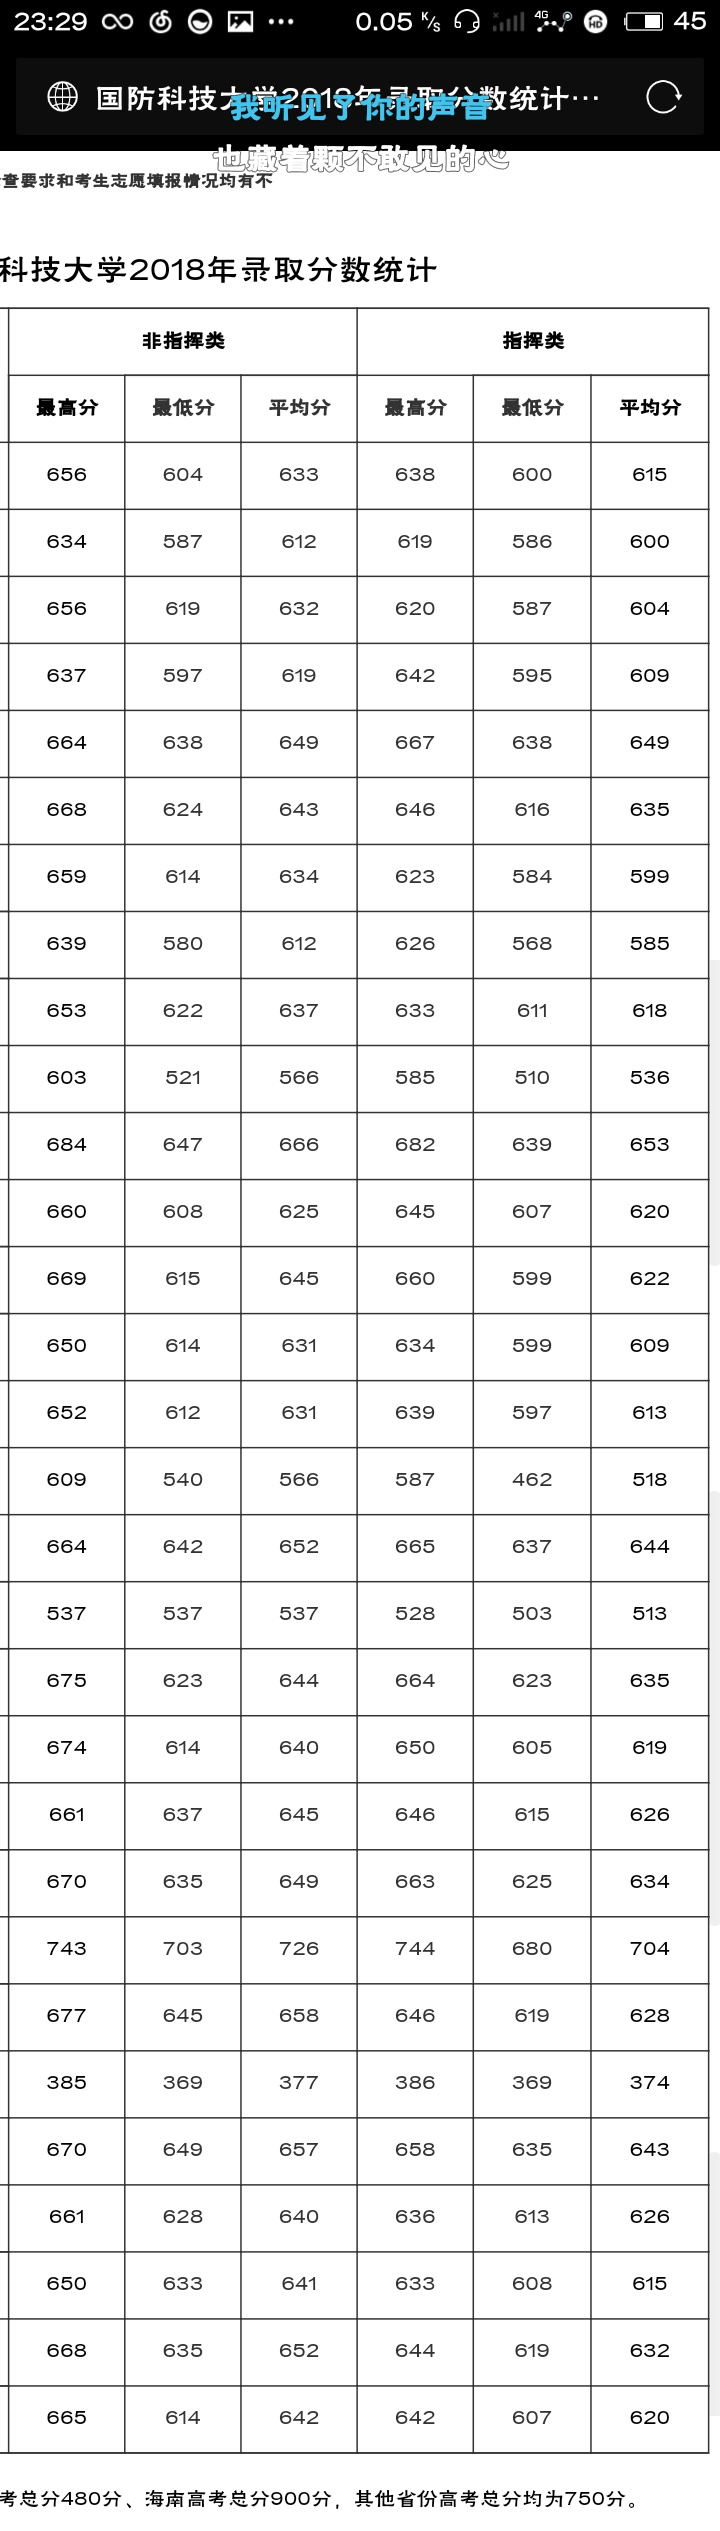 23:29 0.05 K/s 4G HD 45
国防科技大学2018年录取分数统计…
我听见了你的声音
也藏着颗不敢见的心
查要求和考生志愿填报情况均有不
科技大学2018年录取分数统计
非指挥类 指挥类
最高分 最低分 平均分 最高分 最低分 平均分
656 604 633 638 600 615
634 587 612 619 586 600
656 619 632 620 587 604
637 597 619 642 595 609
664 638 649 667 638 649
668 624 643 646 616 635
659 614 634 623 584 599
639 580 612 626 568 585
653 622 637 633 611 618
603 521 566 585 510 536
684 647 666 682 639 653
660 608 625 645 607 620
669 615 645 660 599 622
650 614 631 634 599 609
652 612 631 639 597 613
609 540 566 587 462 518
664 642 652 665 637 644
537 537 537 528 503 513
675 623 644 664 623 635
674 614 640 650 605 619
661 637 645 646 615 626
670 635 649 663 625 634
743 703 726 744 680 704
677 645 658 646 619 628
385 369 377 386 369 374
670 649 657 658 635 643
661 628 640 636 613 626
650 633 641 633 608 615
668 635 652 644 619 632
665 614 642 642 607 620
考总分480分、海南高考总分900分，其他省份高考总分均为750分。